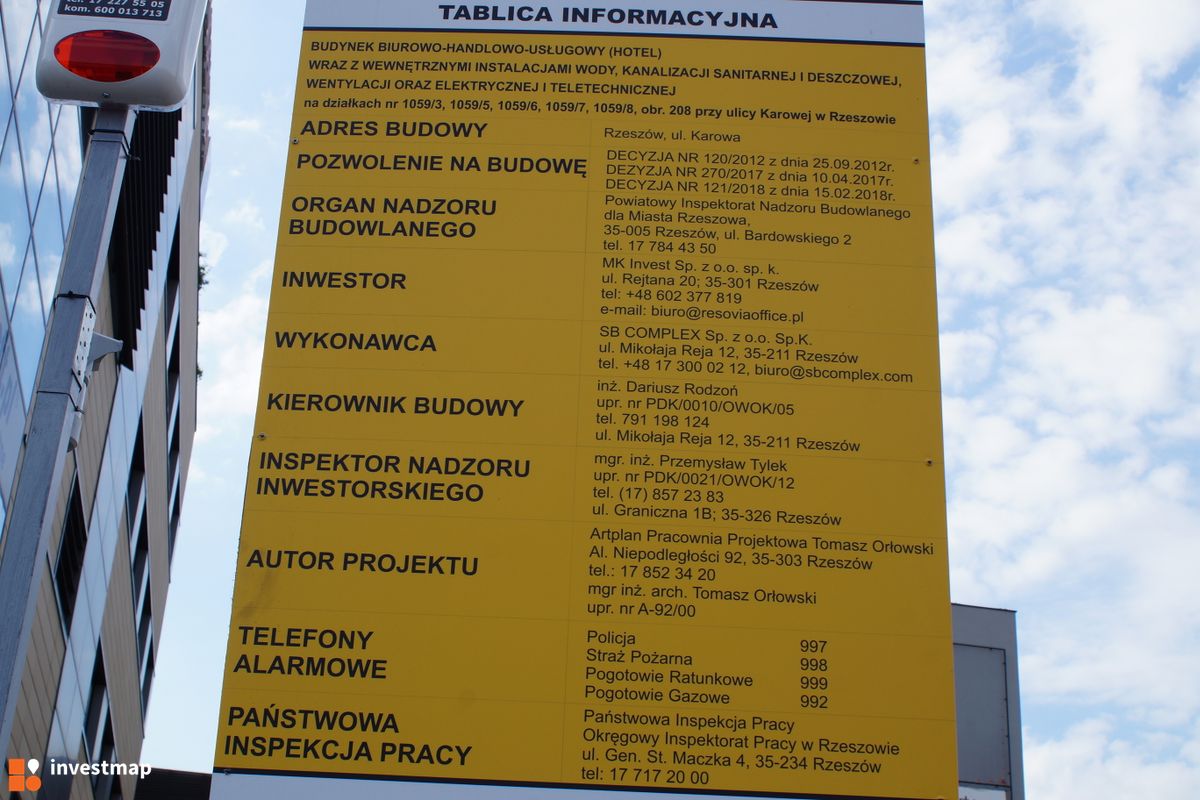 tel. 17 227 55 05
kom. 600 013 713
TABLICA INFORMACYJNA
BUDYNEK BIUROWO-HANDLOWO-USŁUGOWY (HOTEL)
WRAZ Z WEWNĘTRZNYMI INSTALACJAMI WODY, KANALIZACJI SANITARNEJ I DESZCZOWEJ,
WENTYLACJI ORAZ ELEKTRYCZNEJ I TELETECHNICZNEJ
na działkach nr 1059/3, 1059/5, 1059/6, 1059/7, 1059/8, obr. 208 przy ulicy Karowej w Rzeszowie
ADRES BUDOWY
Rzeszów, ul. Karowa
POZWOLENIE NA BUDOWĘ
DECYZJA NR 120/2012 z dnia 25.09.2012r.
DEZYZJA NR 270/2017 z dnia 10.04.2017r.
DECYZJA NR 121/2018 z dnia 15.02.2018r.
ORGAN NADZORU
BUDOWLANEGO
Powiatowy Inspektorat Nadzoru Budowlanego
dla Miasta Rzeszowa,
35-005 Rzeszów, ul. Bardowskiego 2
tel. 17 784 43 50
INWESTOR
MK Invest Sp. z o.o. sp. k.
ul. Rejtana 20; 35-301 Rzeszów
tel: +48 602 377 819
e-mail: biuro@resoviaoffice.pl
WYKONAWCA
SB COMPLEX Sp. z o.o. Sp.K.
ul. Mikołaja Reja 12, 35-211 Rzeszów
tel. +48 17 300 02 12, biuro@sbcomplex.com
KIEROWNIK BUDOWY
inż. Dariusz Rodzoń
upr. nr PDK/0010/OWOK/05
tel. 791 198 124
ul. Mikołaja Reja 12, 35-211 Rzeszów
INSPEKTOR NADZORU
INWESTORSKIEGO
mgr. inż. Przemysław Tylek
upr. nr PDK/0021/OWOK/12
tel. (17) 857 23 83
ul. Graniczna 1B; 35-326 Rzeszów
AUTOR PROJEKTU
Artplan Pracownia Projektowa Tomasz Orłowski
Al. Niepodległości 92, 35-303 Rzeszów
tel.: 17 852 34 20
mgr inż. arch. Tomasz Orłowski
upr. nr A-92/00
TELEFONY
ALARMOWE
Policja 997
Straż Pożarna 998
Pogotowie Ratunkowe 999
Pogotowie Gazowe 992
PAŃSTWOWA
INSPEKCJA PRACY
Państwowa Inspekcja Pracy
Okręgowy Inspektorat Pracy w Rzeszowie
ul. Gen. St. Maczka 4, 35-234 Rzeszów
tel: 17 717 20 00
investmap